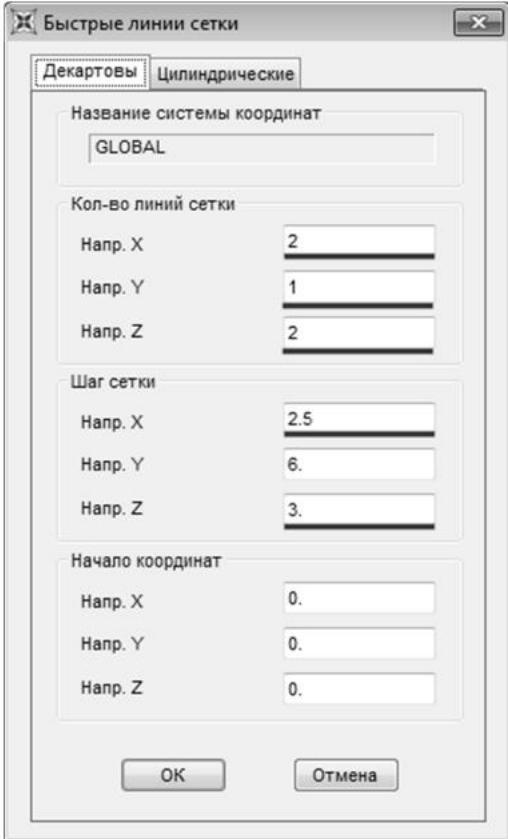 Быстрые линии сетки
Декартовы Цилиндрические
Название системы координат
GLOBAL
Кол-во линий сетки
Напр. X 2
Напр. Y 1
Напр. Z 2
Шаг сетки
Напр. X 2.5
Напр. Y 6.
Напр. Z 3.
Начало координат
Напр. X 0.
Напр. Y 0.
Напр. Z 0.
OK Отмена